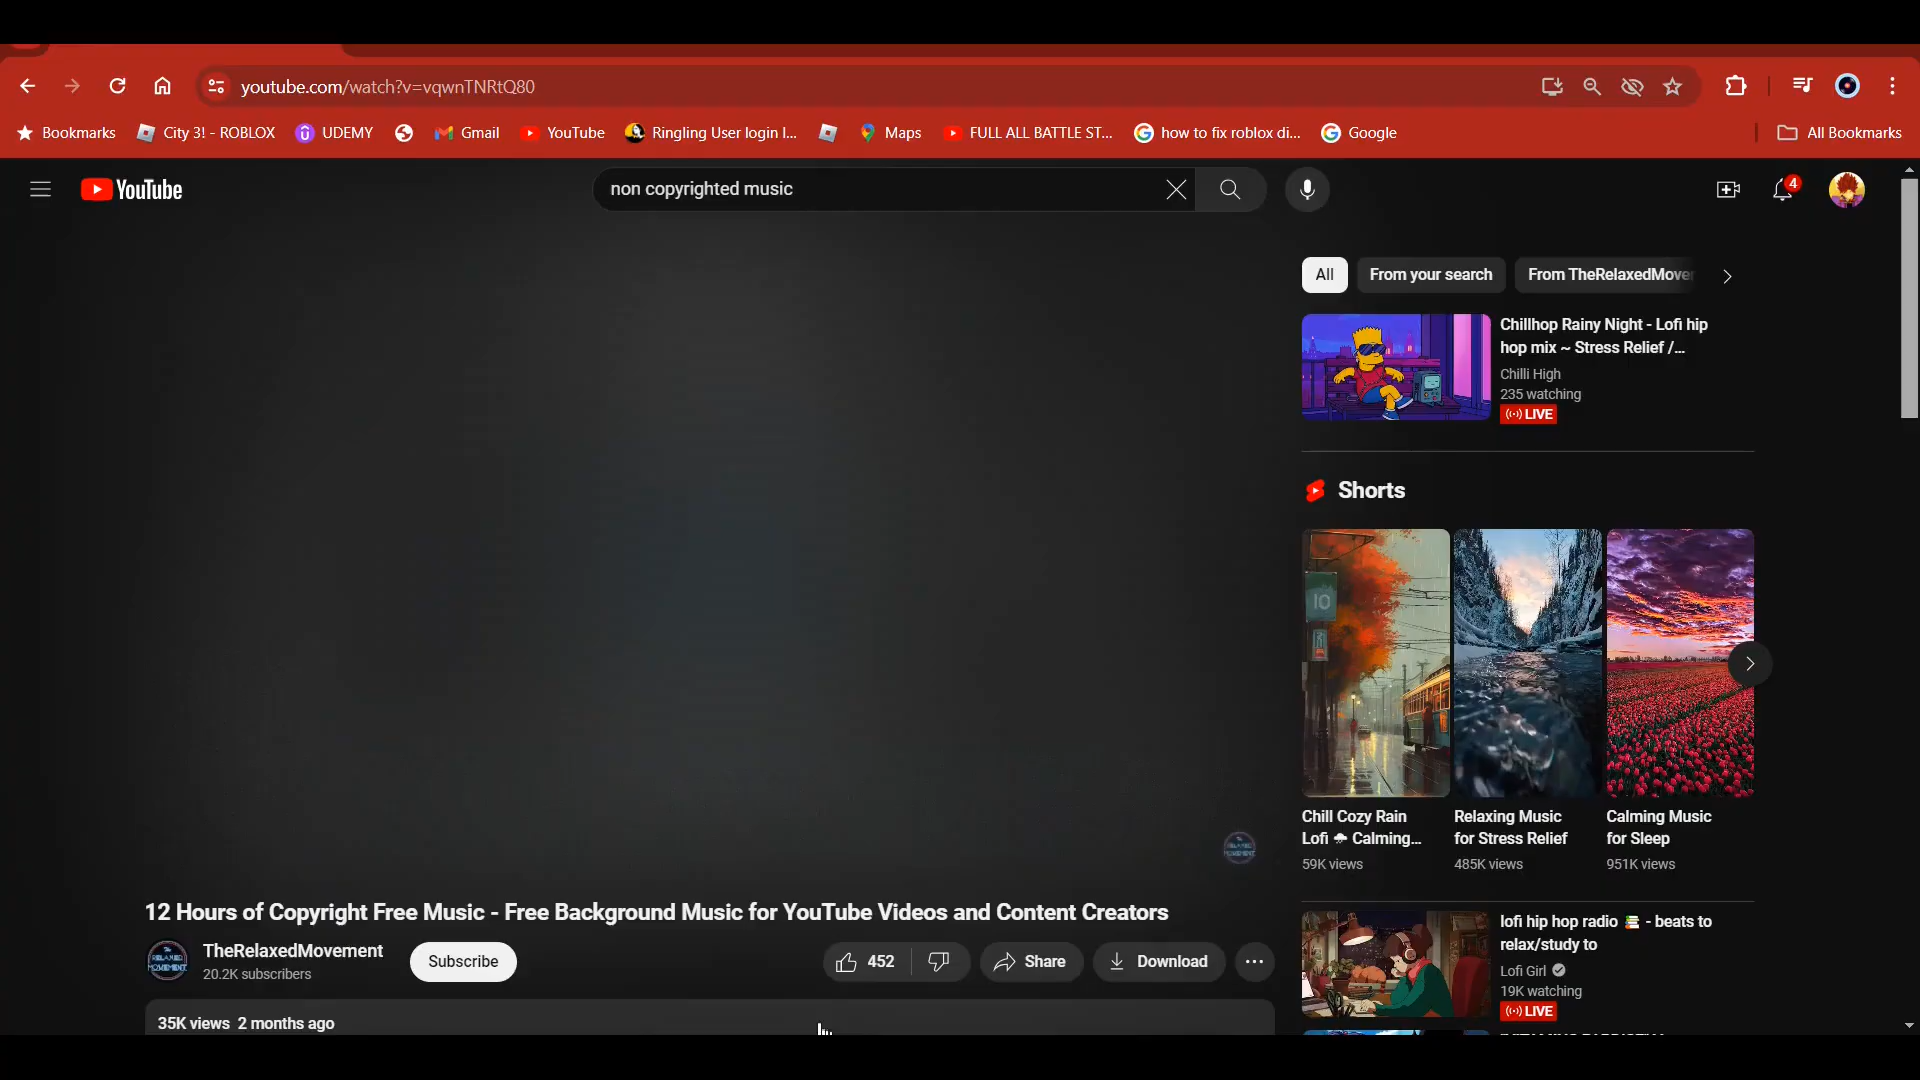 youtube.com/watch?v=vqwnTNRtQ80
Bookmarks City 3! - ROBLOX UDEMY Gmail YouTube Ringling User login I... Maps FULL ALL BATTLE ST... how to fix roblox di... Google All Bookmarks
YouTube
non copyrighted music
4
All From your search From TheRelaxedMover
Chillhop Rainy Night - Lofi hip
hop mix ~ Stress Relief /...
Chilli High
235 watching
LIVE
Shorts
10
Chill Cozy Rain
Lofi 🌧 Calming...
59K views
Relaxing Music
for Stress Relief
485K views
Calming Music
for Sleep
951K views
12 Hours of Copyright Free Music - Free Background Music for YouTube Videos and Content Creators
TheRelaxedMovement
20.2K subscribers
Subscribe
452
Share
Download
35K views 2 months ago
lofi hip hop radio 📚 - beats to
relax/study to
Lofi Girl
19K watching
LIVE